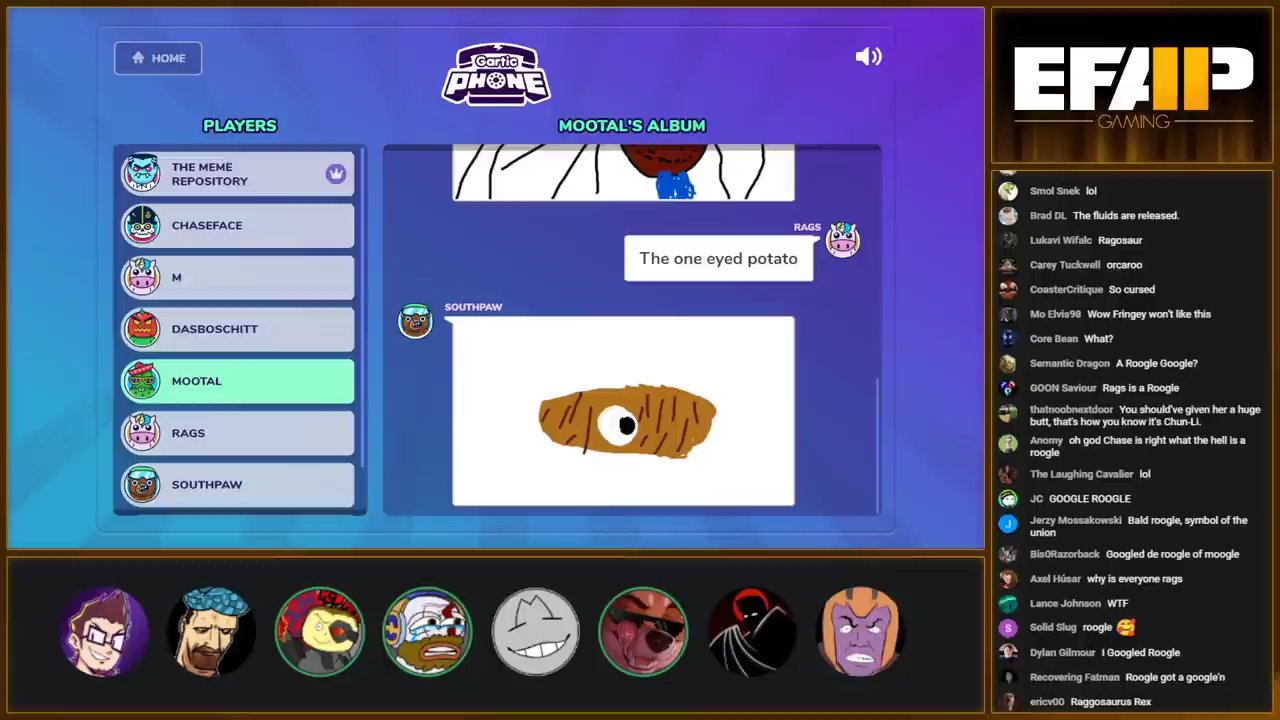 HOME
Gartic
PHONE
PLAYERS
THE MEME
REPOSITORY
CHASEFACE
M
DASBOSCHITT
MOOTAL
RAGS
SOUTHPAW
MOOTAL'S ALBUM
RAGS
The one eyed potato
SOUTHPAW
EFAP
GAMING
Smol Snek lol
Brad DL The fluids are released.
Lukavi Wifalc Ragosaur
Carey Tuckwell orcaroo
CoasterCritique So cursed
Mo Elvis98 Wow Fringey won't like this
Core Bean What?
Semantic Dragon A Roogle Google?
GOON Saviour Rags is a Roogle
thatnoobnextdoor You should've given her a huge
butt, that's how you know it's Chun-Li.
Anomy oh god Chase is right what the hell is a
roogle
The Laughing Cavalier lol
JC GOOGLE ROOGLE
J
Jerzy Mossakowski Bald roogle, symbol of the
union
Bis0Razorback Googled de roogle of moogle
Axel Húsar why is everyone rags
Lance Johnson WTF
S
Solid Slug roogle 🥰
Dylan Gilmour I Googled Roogle
Recovering Fatman Roogle got a google'n
ericv00 Raggosaurus Rex